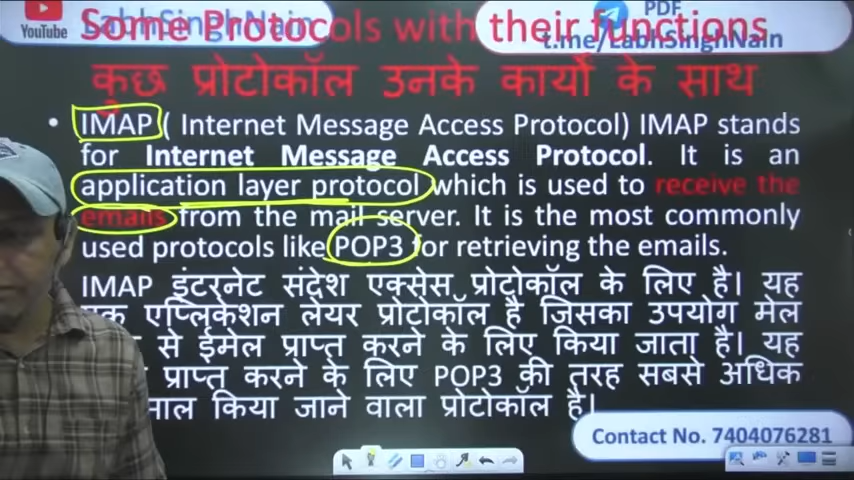 YouTube
LabhSinghNain
PDF
t.me/LabhSinghNain
Some Protocols with their functions
कुछ प्रोटोकॉल उनके कार्यों के साथ
• IMAP ( Internet Message Access Protocol) IMAP stands
for Internet Message Access Protocol. It is an
application layer protocol which is used to receive the
emails from the mail server. It is the most commonly
used protocols like POP3 for retrieving the emails.
IMAP इंटरनेट संदेश एक्सेस प्रोटोकॉल के लिए है। यह
एप्लिकेशन लेयर प्रोटोकॉल है जिसका उपयोग मेल
से ईमेल प्राप्त करने के लिए किया जाता है। यह
प्राप्त करने के लिए POP3 की तरह सबसे अधिक
किया जाने वाला प्रोटोकॉल है।
Contact No. 7404076281